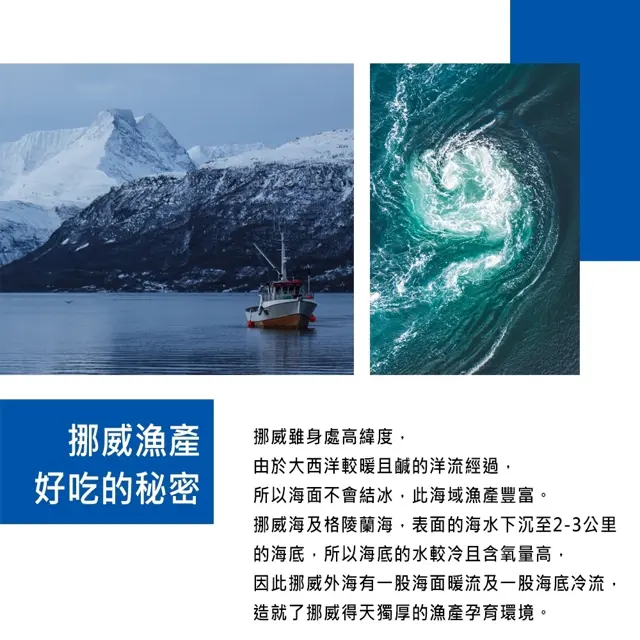 挪威漁產
好吃的秘密
挪威雖身處高緯度，
由於大西洋較暖且鹹的洋流經過，
所以海面不會結冰，此海域漁產豐富。
挪威海及格陵蘭海，表面的海水下沉至2-3公里
的海底，所以海底的水較冷且含氧量高，
因此挪威外海有一股海面暖流及一股海底冷流，
造就了挪威得天獨厚的漁產孕育環境。